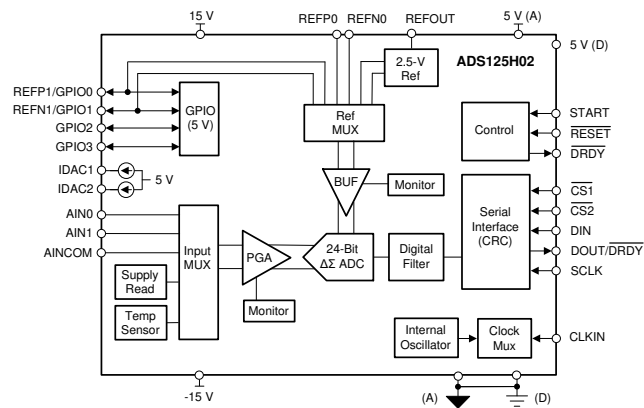 15 V
REFP0
REFN0
REFOUT
5 V (A)
5 V (D)
ADS125H02
2.5-V
Ref
REFP1/GPIO0
REFN1/GPIO1
GPIO2
GPIO3
GPIO
(5 V)
Ref
MUX
Control
START
RESET
DRDY
IDAC1
IDAC2
5 V
BUF
Monitor
AIN0
AIN1
AINCOM
Input
MUX
PGA
24-Bit
ΔΣ ADC
Digital
Filter
Serial
Interface
(CRC)
CS1
CS2
DIN
DOUT/DRDY
SCLK
Supply
Read
Temp
Sensor
Monitor
Internal
Oscillator
Clock
Mux
CLKIN
-15 V
(A)
(D)